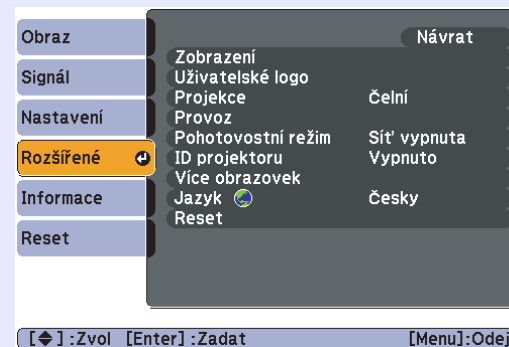 Obraz
Signál
Nastavení
Rozšířené
Informace
Reset
Návrat
Zobrazení
Uživatelské logo
Projekce Čelní
Provoz
Pohotovostní režim Síť vypnuta
ID projektoru Vypnuto
Více obrazovek
Jazyk Česky
Reset
[◆] :Zvol [Enter] :Zadat [Menu]:Odej